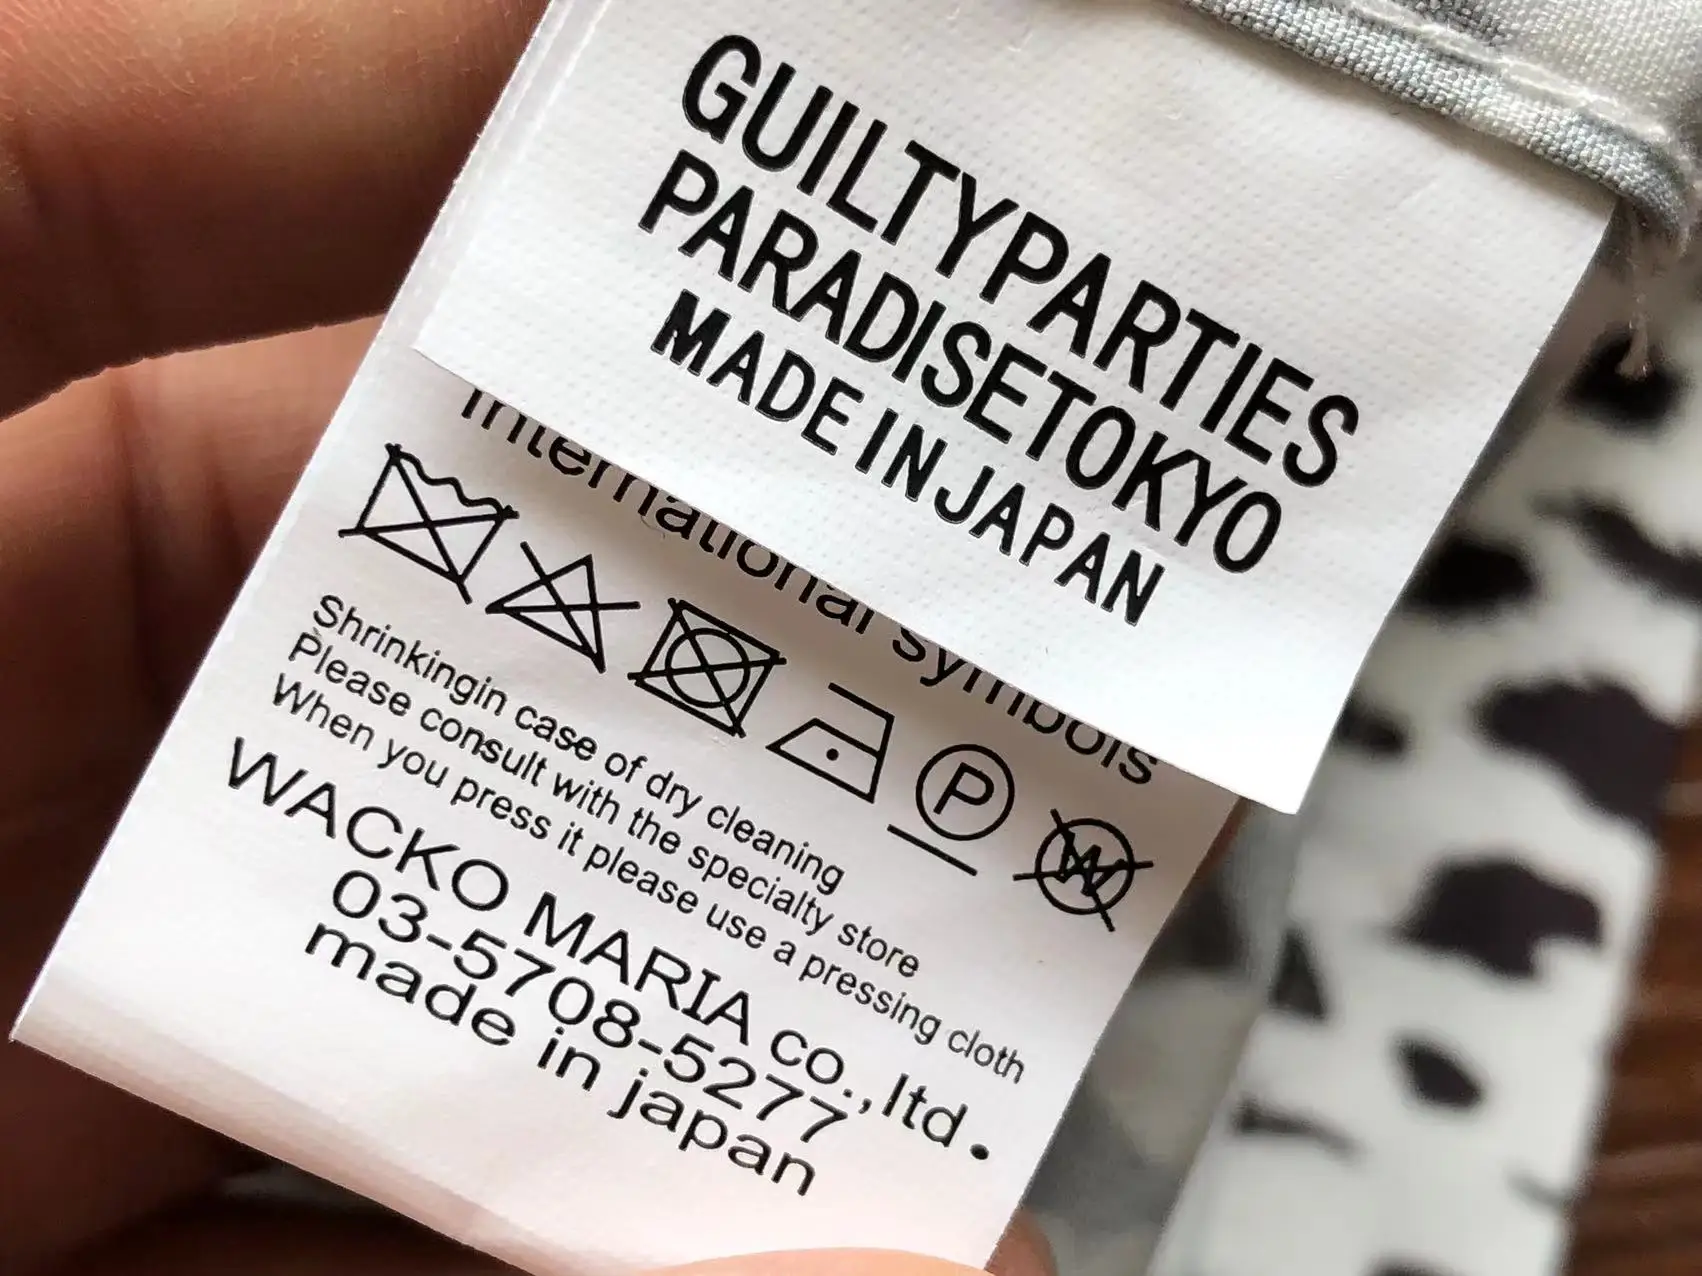 GUILTYPARTIES
PARADISETOKYO
MADE IN JAPAN
International symbols
P
W
Shrinkingin case of dry cleaning
Please consult with the specialty store
When you press it please use a pressing cloth
WACKO MARIA co.,ltd.
03-5708-5277
made in japan